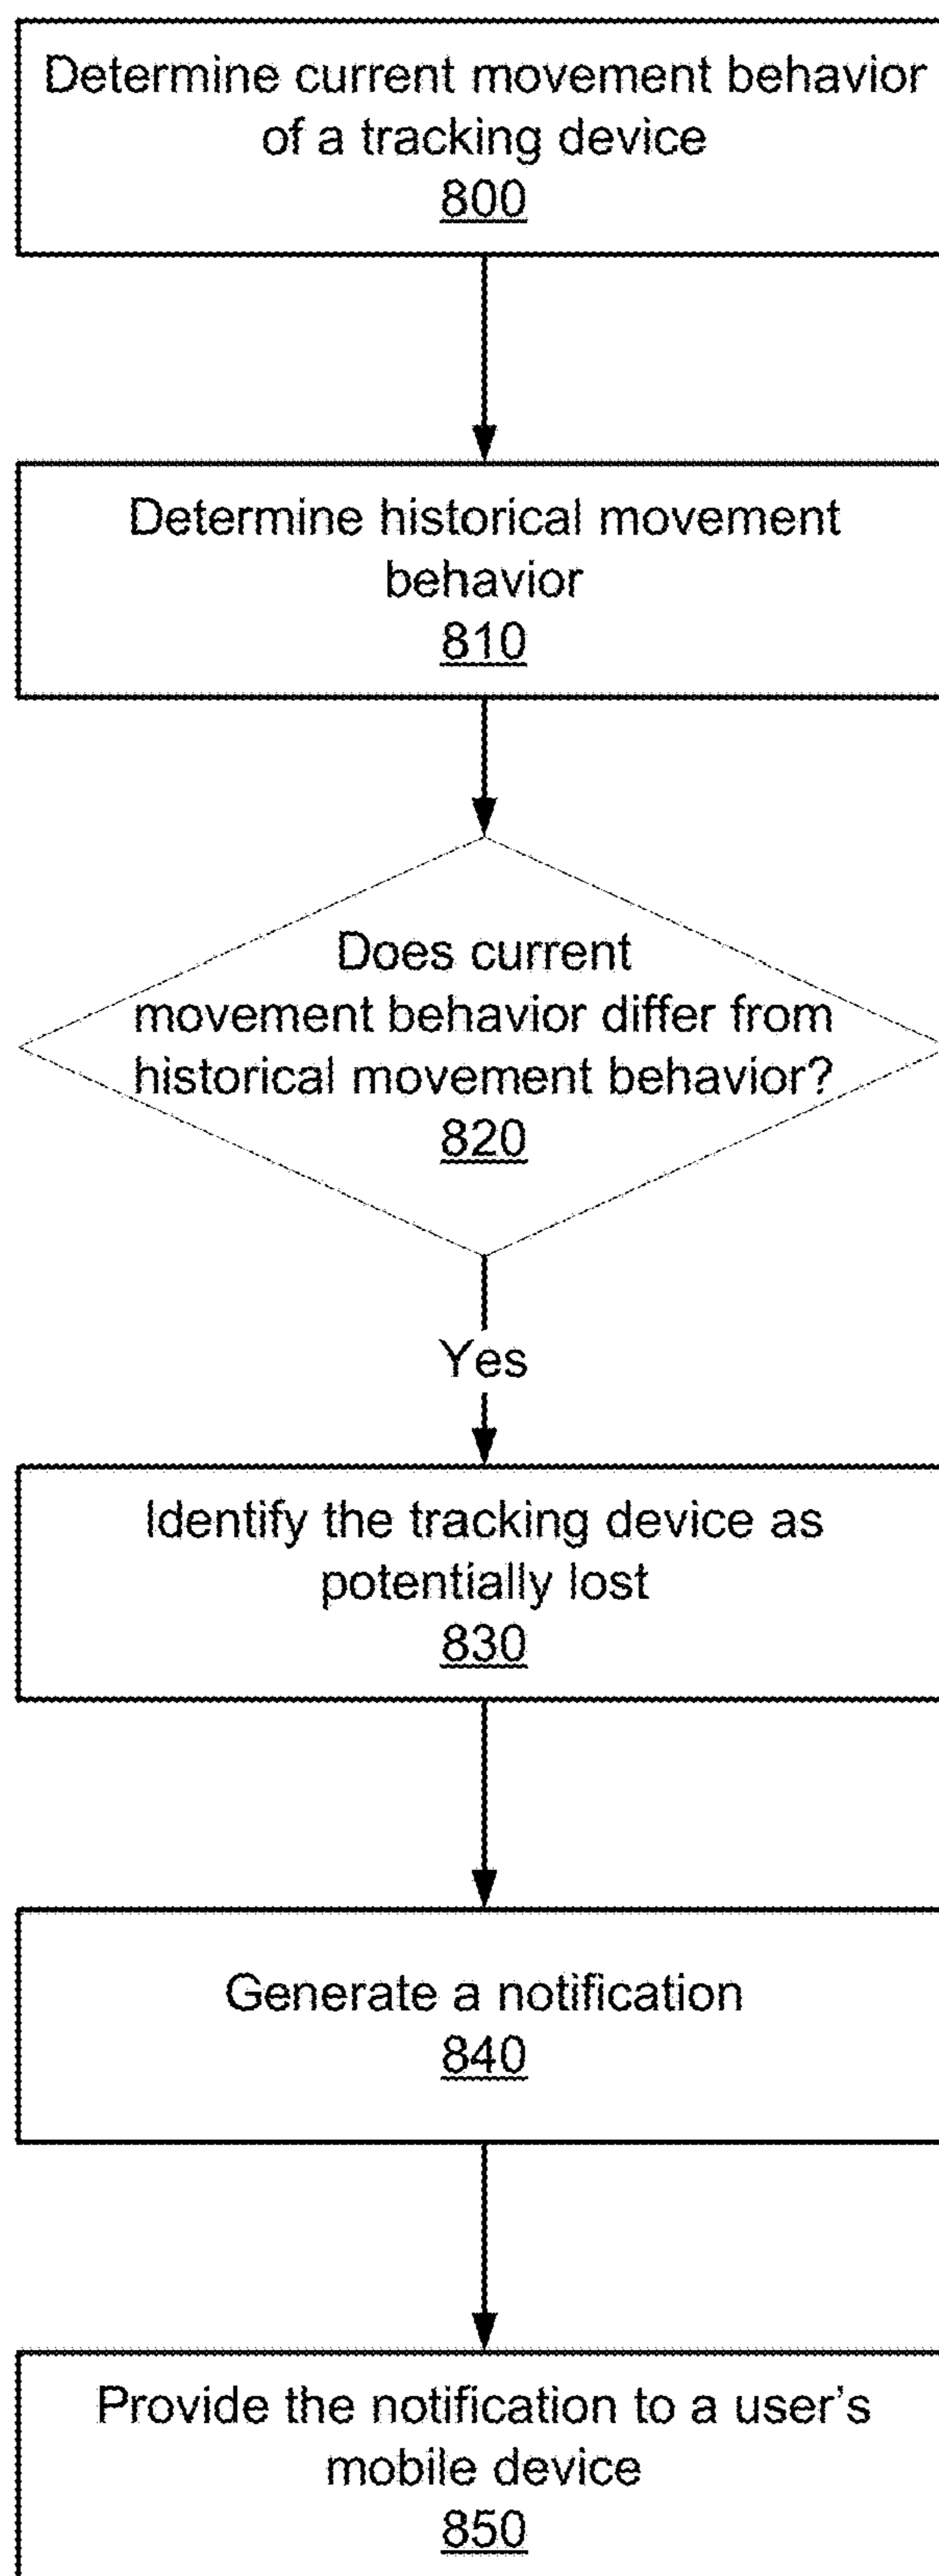 Determine current movement behavior
of a tracking device
800
Determine historical movement
behavior
810
Does current
movement behavior differ from
historical movement behavior?
820
Yes
Identify the tracking device as
potentially lost
830
Generate a notification
840
Provide the notification to a user's
mobile device
850